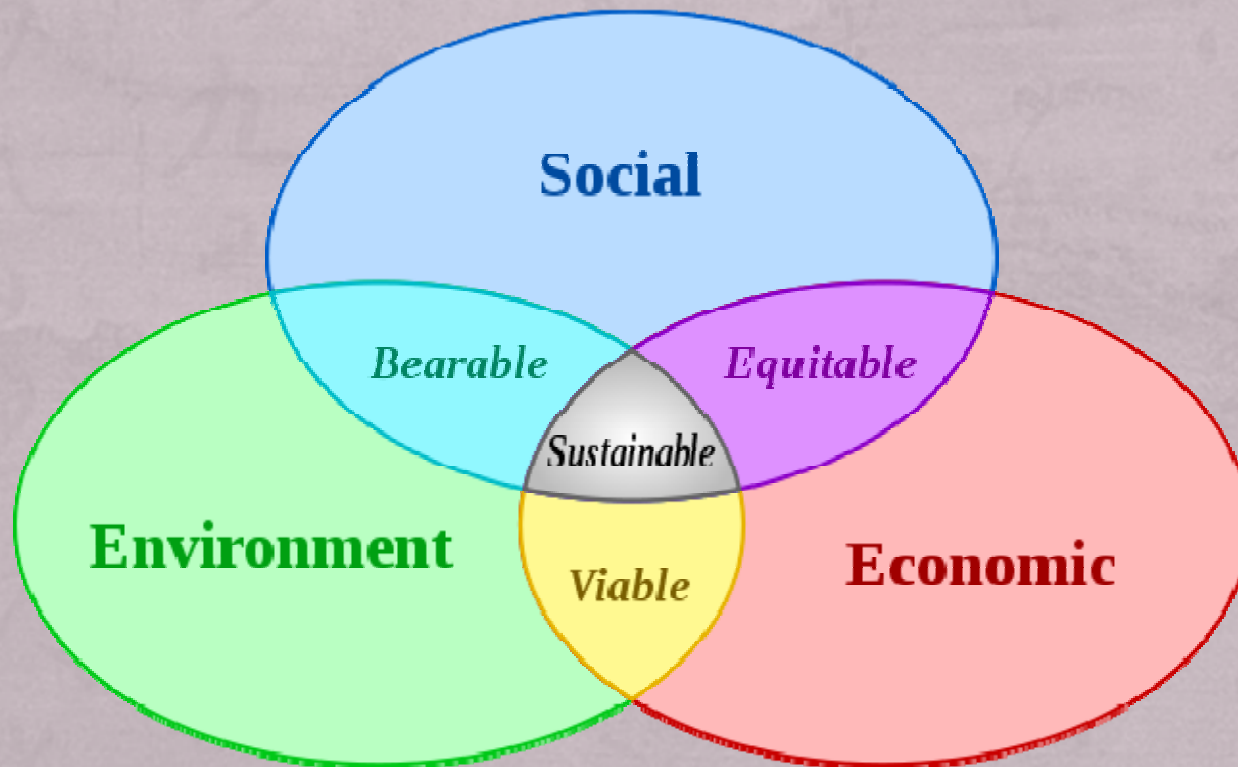 Social
Bearable
Equitable
Sustainable
Environment
Economic
Viable